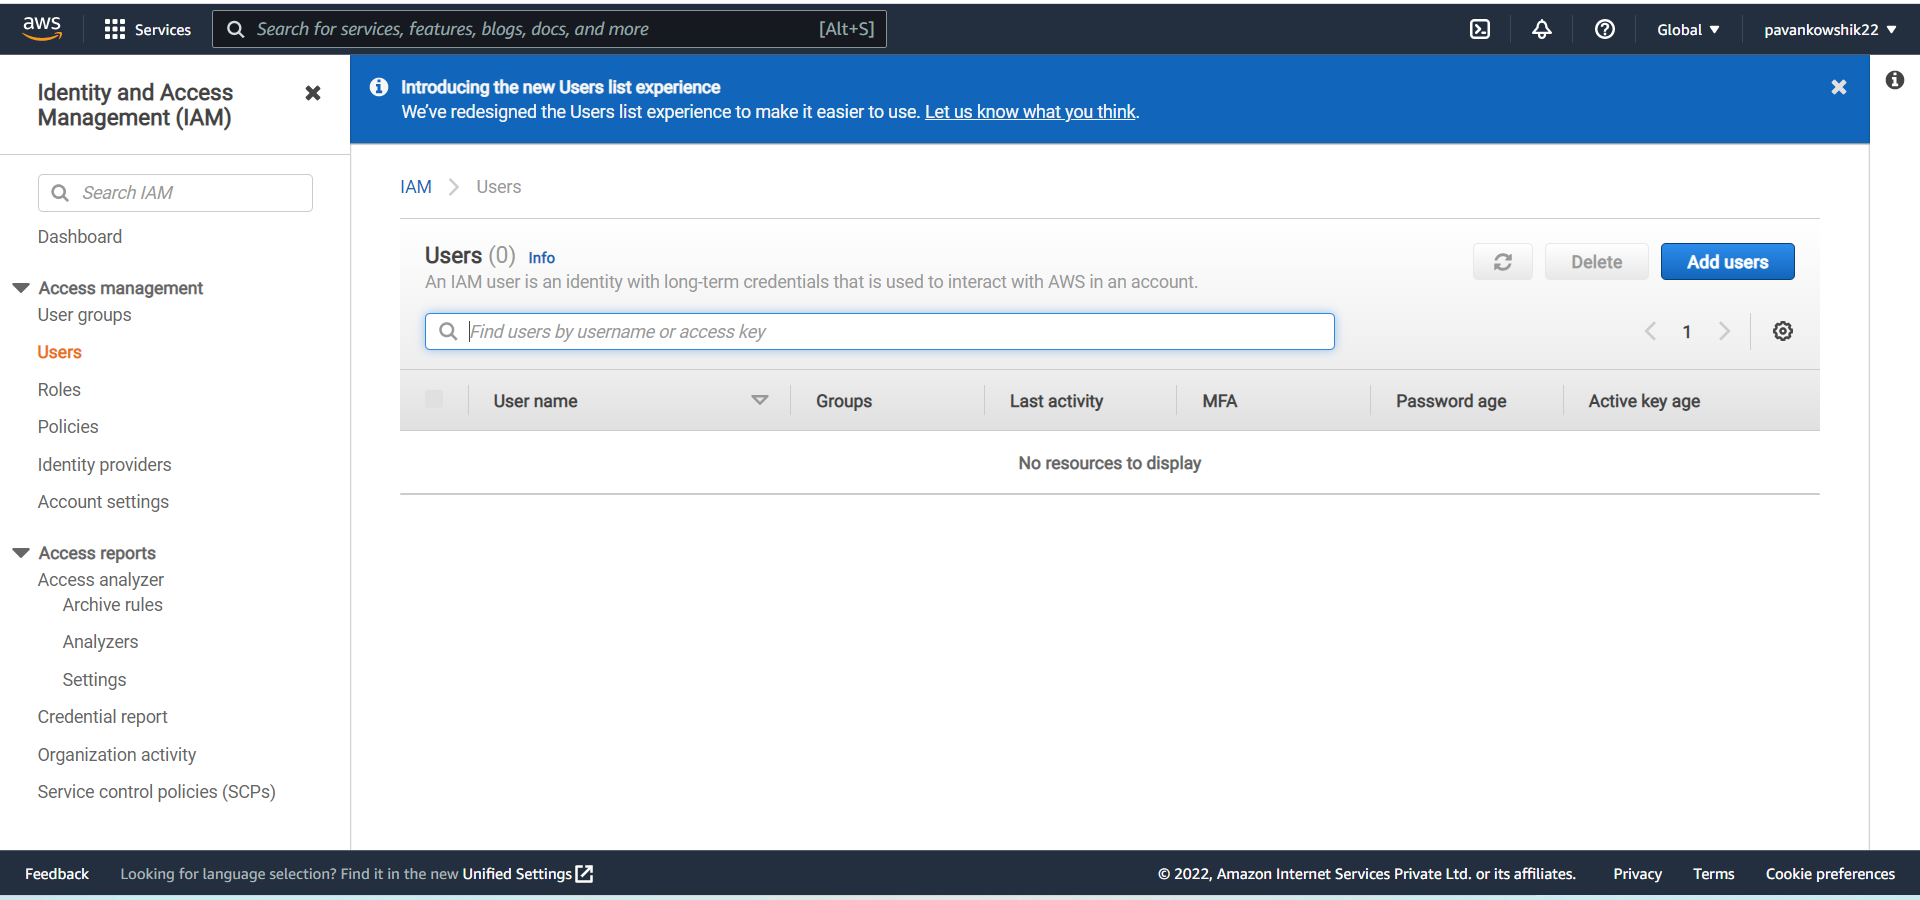 aws
Services
Search for services, features, blogs, docs, and more
[Alt+S]
Global
pavankowshik22
Identity and Access
Management (IAM)
Search IAM
Dashboard
Access management
User groups
Users
Roles
Policies
Identity providers
Account settings
Access reports
Access analyzer
Archive rules
Analyzers
Settings
Credential report
Organization activity
Service control policies (SCPs)
Introducing the new Users list experience
We've redesigned the Users list experience to make it easier to use. Let us know what you think.
IAM
Users
Users (0) Info
An IAM user is an identity with long-term credentials that is used to interact with AWS in an account.
Delete
Add users
Find users by username or access key
1
User name
Groups
Last activity
MFA
Password age
Active key age
No resources to display
Feedback
Looking for language selection? Find it in the new Unified Settings
© 2022, Amazon Internet Services Private Ltd. or its affiliates.
Privacy
Terms
Cookie preferences